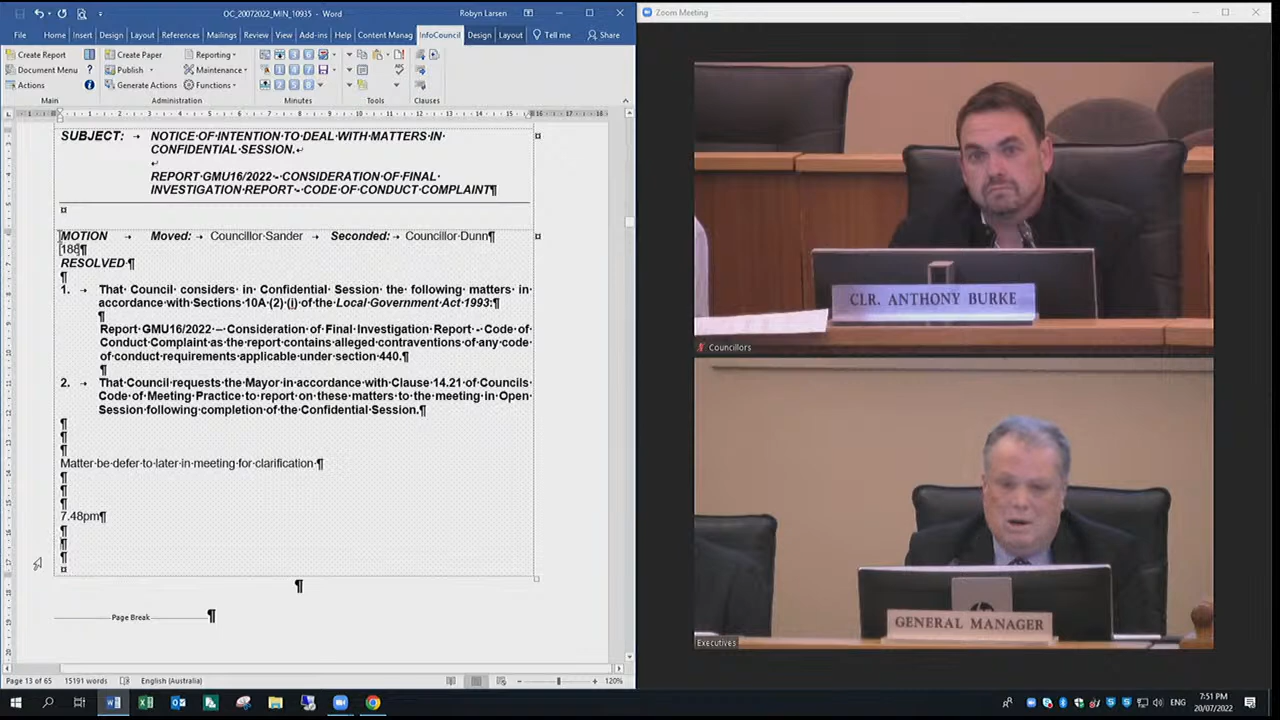 OC_20072022_MIN_10935 - Word
Robyn Larsen
Zoom Meeting
File Home Insert Design Layout References Mailings Review View Add-ins Help Content Manag InfoCouncil Design Layout Tell me Share
Create Report Create Paper Reporting
Document Menu Publish Maintenance
Actions Generate Actions Functions
Main Administration Minutes Tools Clauses
SUBJECT: NOTICE OF INTENTION TO DEAL WITH MATTERS IN
CONFIDENTIAL SESSION.
REPORT GMU16/2022 - CONSIDERATION OF FINAL
INVESTIGATION REPORT - CODE OF CONDUCT COMPLAINT
MOTION Moved: Councillor Sander Seconded: Councillor Dunn
186
RESOLVED
1. That Council considers in Confidential Session the following matters in
accordance with Sections 10A (2) (i) of the Local Government Act 1993:
Report GMU16/2022 – Consideration of Final Investigation Report - Code of
Conduct Complaint as the report contains alleged contraventions of any code
of conduct requirements applicable under section 440.
2. That Council requests the Mayor in accordance with Clause 14.21 of Councils
Code of Meeting Practice to report on these matters to the meeting in Open
Session following completion of the Confidential Session.
Matter be defer to later in meeting for clarification
7.48pm
Page Break
CLR. ANTHONY BURKE
Councillors
GENERAL MANAGER
Executives
Page 13 of 65 15191 words English (Australia) 120%
ENG 7:51 PM
20/07/2022